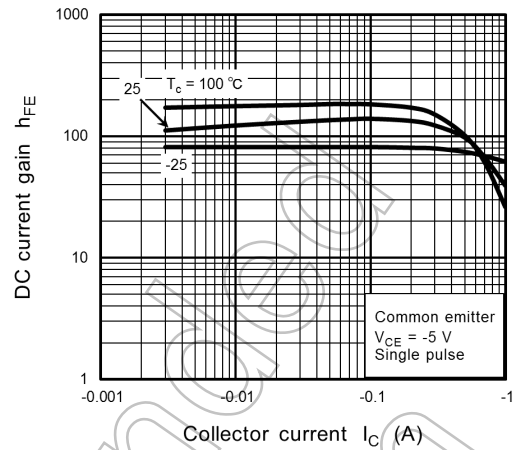 1000
25
T_c = 100 ℃
100
-25
DC current gain h_FE
10
Common emitter
V_CE = -5 V
Single pulse
1
-0.001
-0.01
-0.1
-1
Collector current I_C (A)